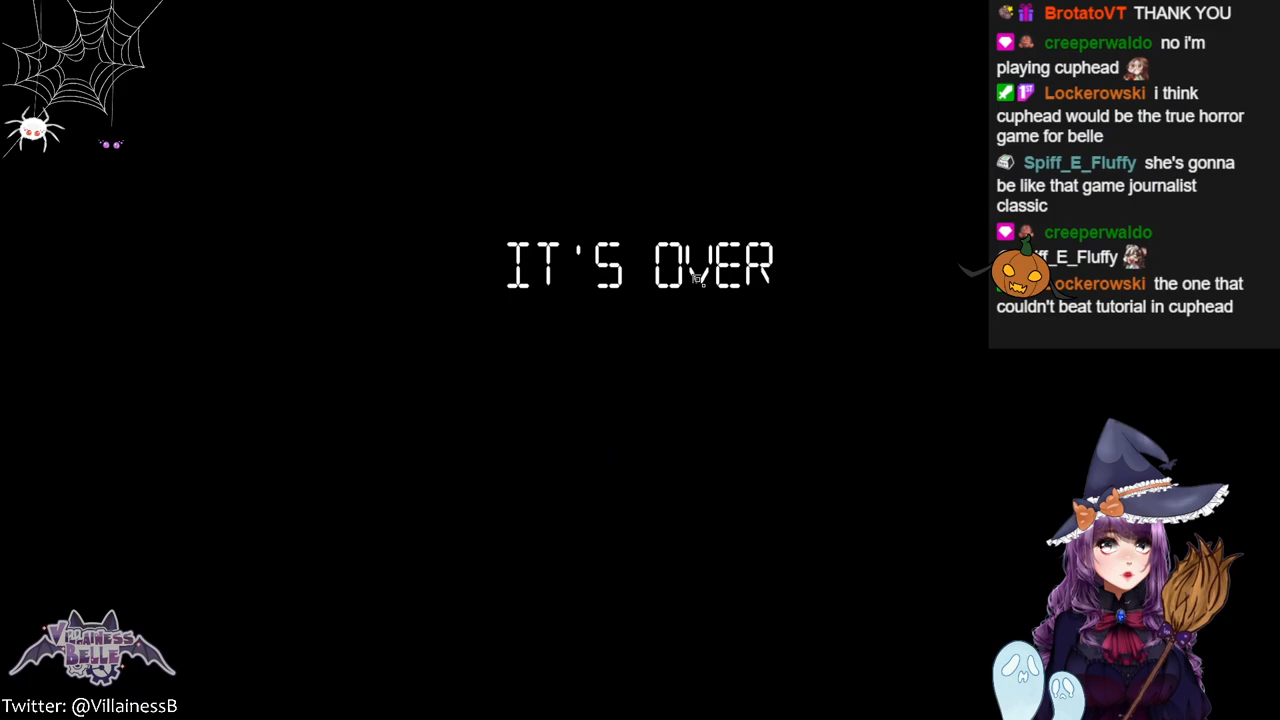 IT'S OVER
BrotatoVT THANK YOU
creeperwaldo no i'm
playing cuphead
Lockerowski i think
cuphead would be the true horror
game for belle
Spiff_E_Fluffy she's gonna
be like that game journalist
classic
creeperwaldo
ff_E_Fluffy
ockerowski the one that
couldn't beat tutorial in cuphead
VILLAINESS
BELLE
Twitter: @VillainessB